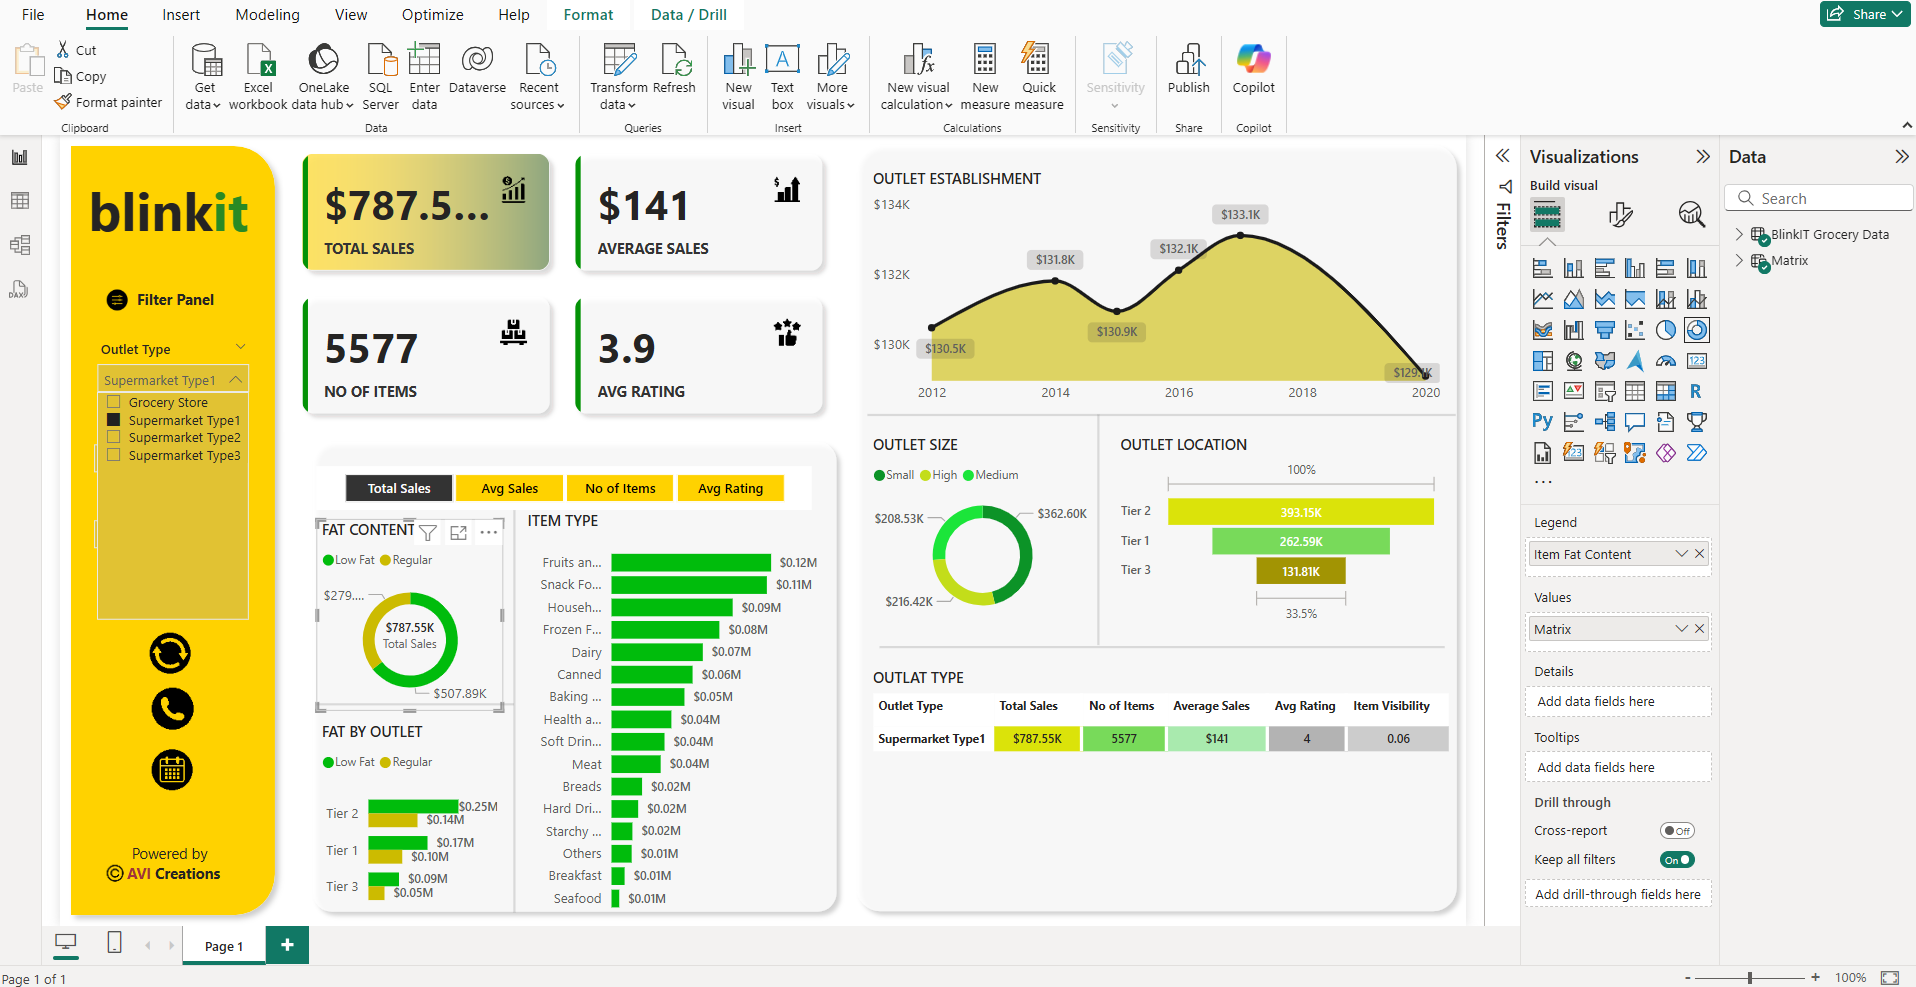 File Home Insert Modeling View Optimize Help Format Data / Drill Share
Paste
Cut
Copy
Format painter
Clipboard
Get data
Excel workbook
OneLake data hub
SQL Server
Enter data
Dataverse
Recent sources
Data
Transform data
Refresh
Queries
New visual
Text box
More visuals
Insert
New visual calculation
New measure
Quick measure
Calculations
Sensitivity
Sensitivity
Publish
Share
Copilot
Copilot
blinkit
Filter Panel
Outlet Type
Supermarket Type1
Grocery Store
Supermarket Type1
Supermarket Type2
Supermarket Type3
Powered by
© AVI Creations
$787.5...
TOTAL SALES
$141
AVERAGE SALES
5577
NO OF ITEMS
3.9
AVG RATING
Total Sales Avg Sales No of Items Avg Rating
FAT CONTENT
Low Fat Regular
$279....
$787.55K
Total Sales
$507.89K
FAT BY OUTLET
Low Fat Regular
Tier 2 $0.25M
$0.14M
Tier 1 $0.17M
$0.10M
Tier 3 $0.09M
$0.05M
ITEM TYPE
Fruits an... $0.12M
Snack Fo... $0.11M
Househ... $0.09M
Frozen F... $0.08M
Dairy $0.07M
Canned $0.06M
Baking ... $0.05M
Health a... $0.04M
Soft Drin... $0.04M
Meat $0.04M
Breads $0.02M
Hard Dri... $0.02M
Starchy ... $0.02M
Others $0.01M
Breakfast $0.01M
Seafood $0.01M
OUTLET ESTABLISHMENT
$134K
$132K
$130K
$130.5K
$131.8K
$130.9K
$132.1K
$133.1K
2012 2014 2016 2018 2020
OUTLET SIZE
Small High Medium
$208.53K
$362.60K
$216.42K
OUTLET LOCATION
100%
Tier 2 393.15K
Tier 1 262.59K
Tier 3 131.81K
33.5%
OUTLAT TYPE
Outlet Type Total Sales No of Items Average Sales Avg Rating Item Visibility
Supermarket Type1 $787.55K 5577 $141 4 0.06
Filters
Visualizations
Build visual
123
R
Py
123
...
Legend
Item Fat Content
Values
Matrix
Details
Add data fields here
Tooltips
Add data fields here
Drill through
Cross-report Off
Keep all filters On
Add drill-through fields here
Data
Search
BlinkIT Grocery Data
Matrix
DAX
Page 1
+
Page 1 of 1
- + 100%